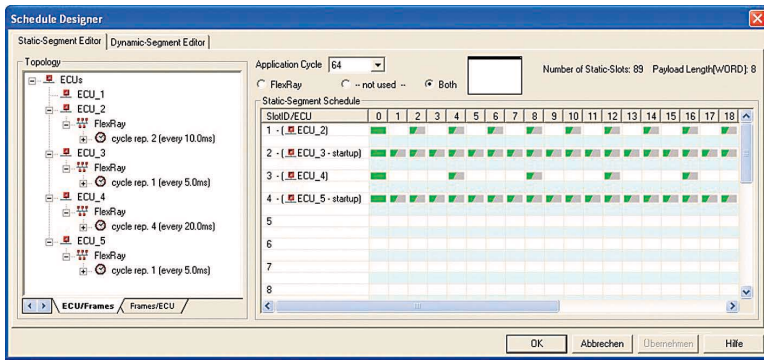 Schedule Designer
Static-Segment Editor Dynamic-Segment Editor
Topology
ECUs
ECU_1
ECU_2
FlexRay
cycle rep. 2 (every 10.0ms)
ECU_3
FlexRay
cycle rep. 1 (every 5.0ms)
ECU_4
FlexRay
cycle rep. 4 (every 20.0ms)
ECU_5
FlexRay
cycle rep. 1 (every 5.0ms)
ECU/Frames Frames/ECU
Application Cycle 64
FlexRay -- not used -- Both
Number of Static-Slots: 89 Payload Length(WORD): 8
Static-Segment Schedule
SlotID/ECU 0 1 2 3 4 5 6 7 8 9 10 11 12 13 14 15 16 17 18
1 - (ECU_2)
2 - (ECU_3 - startup)
3 - (ECU_4)
4 - (ECU_5 - startup)
5
6
7
8
OK Abbrechen Übernehmen Hilfe